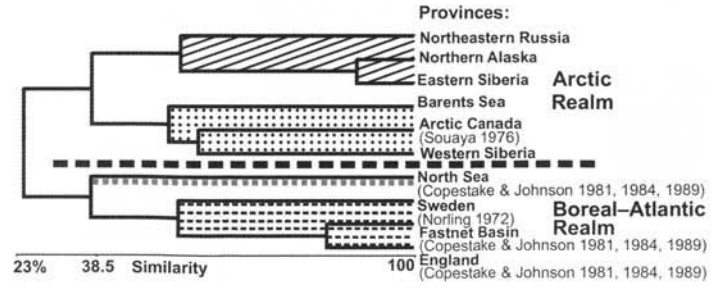 Provinces:
Northeastern Russia
Northern Alaska
Eastern Siberia
Arctic
Realm
Barents Sea
Arctic Canada
(Souaya 1976)
Western Siberia
North Sea
(Copestake & Johnson 1981, 1984, 1989)
Sweden
(Norling 1972)
Boreal–Atlantic
Realm
Fastnet Basin
(Copestake & Johnson 1981, 1984, 1989)
England
(Copestake & Johnson 1981, 1984, 1989)
23% 38.5 Similarity 100